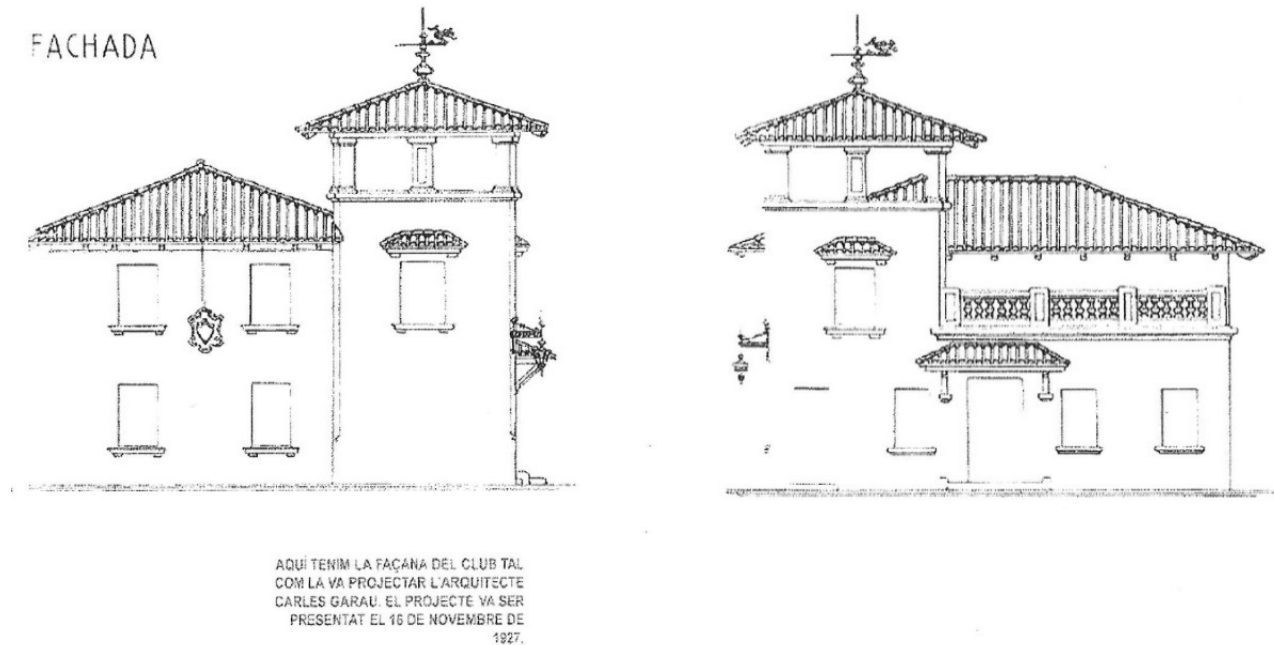 FACHADA
AQUÍ TENIM LA FAÇANA DEL CLUB TAL
COM LA VA PROJECTAR L'ARQUITECTE
CARLES GARAU. EL PROJECTE VA SER
PRESENTAT EL 16 DE NOVEMBRE DE
1927.